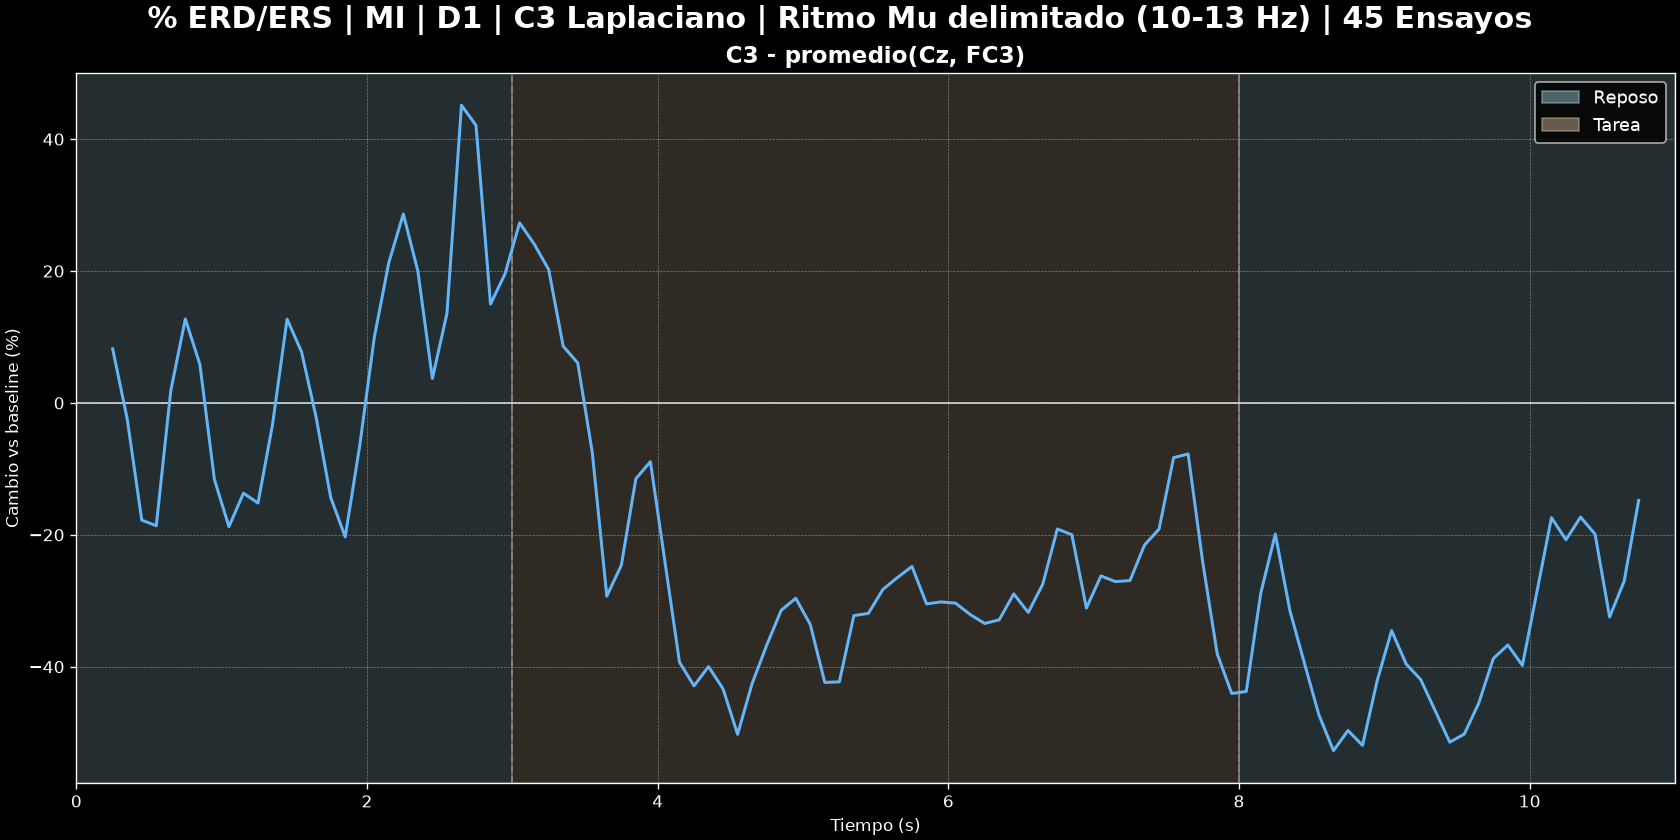 % ERD/ERS | MI | D1 | C3 Laplaciano | Ritmo Mu delimitado (10-13 Hz) | 45 Ensayos
C3 - promedio(Cz, FC3)
Reposo
Tarea
Cambio vs baseline (%)
40
20
0
−20
−40
0 2 4 6 8 10
Tiempo (s)